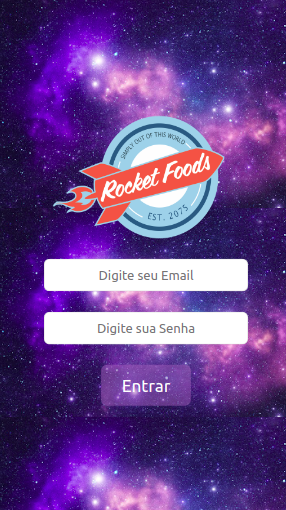 SIMPLY OUT OF THIS WORLD
Rocket Foods
EST. 2075
Digite seu Email
Digite sua Senha
Entrar